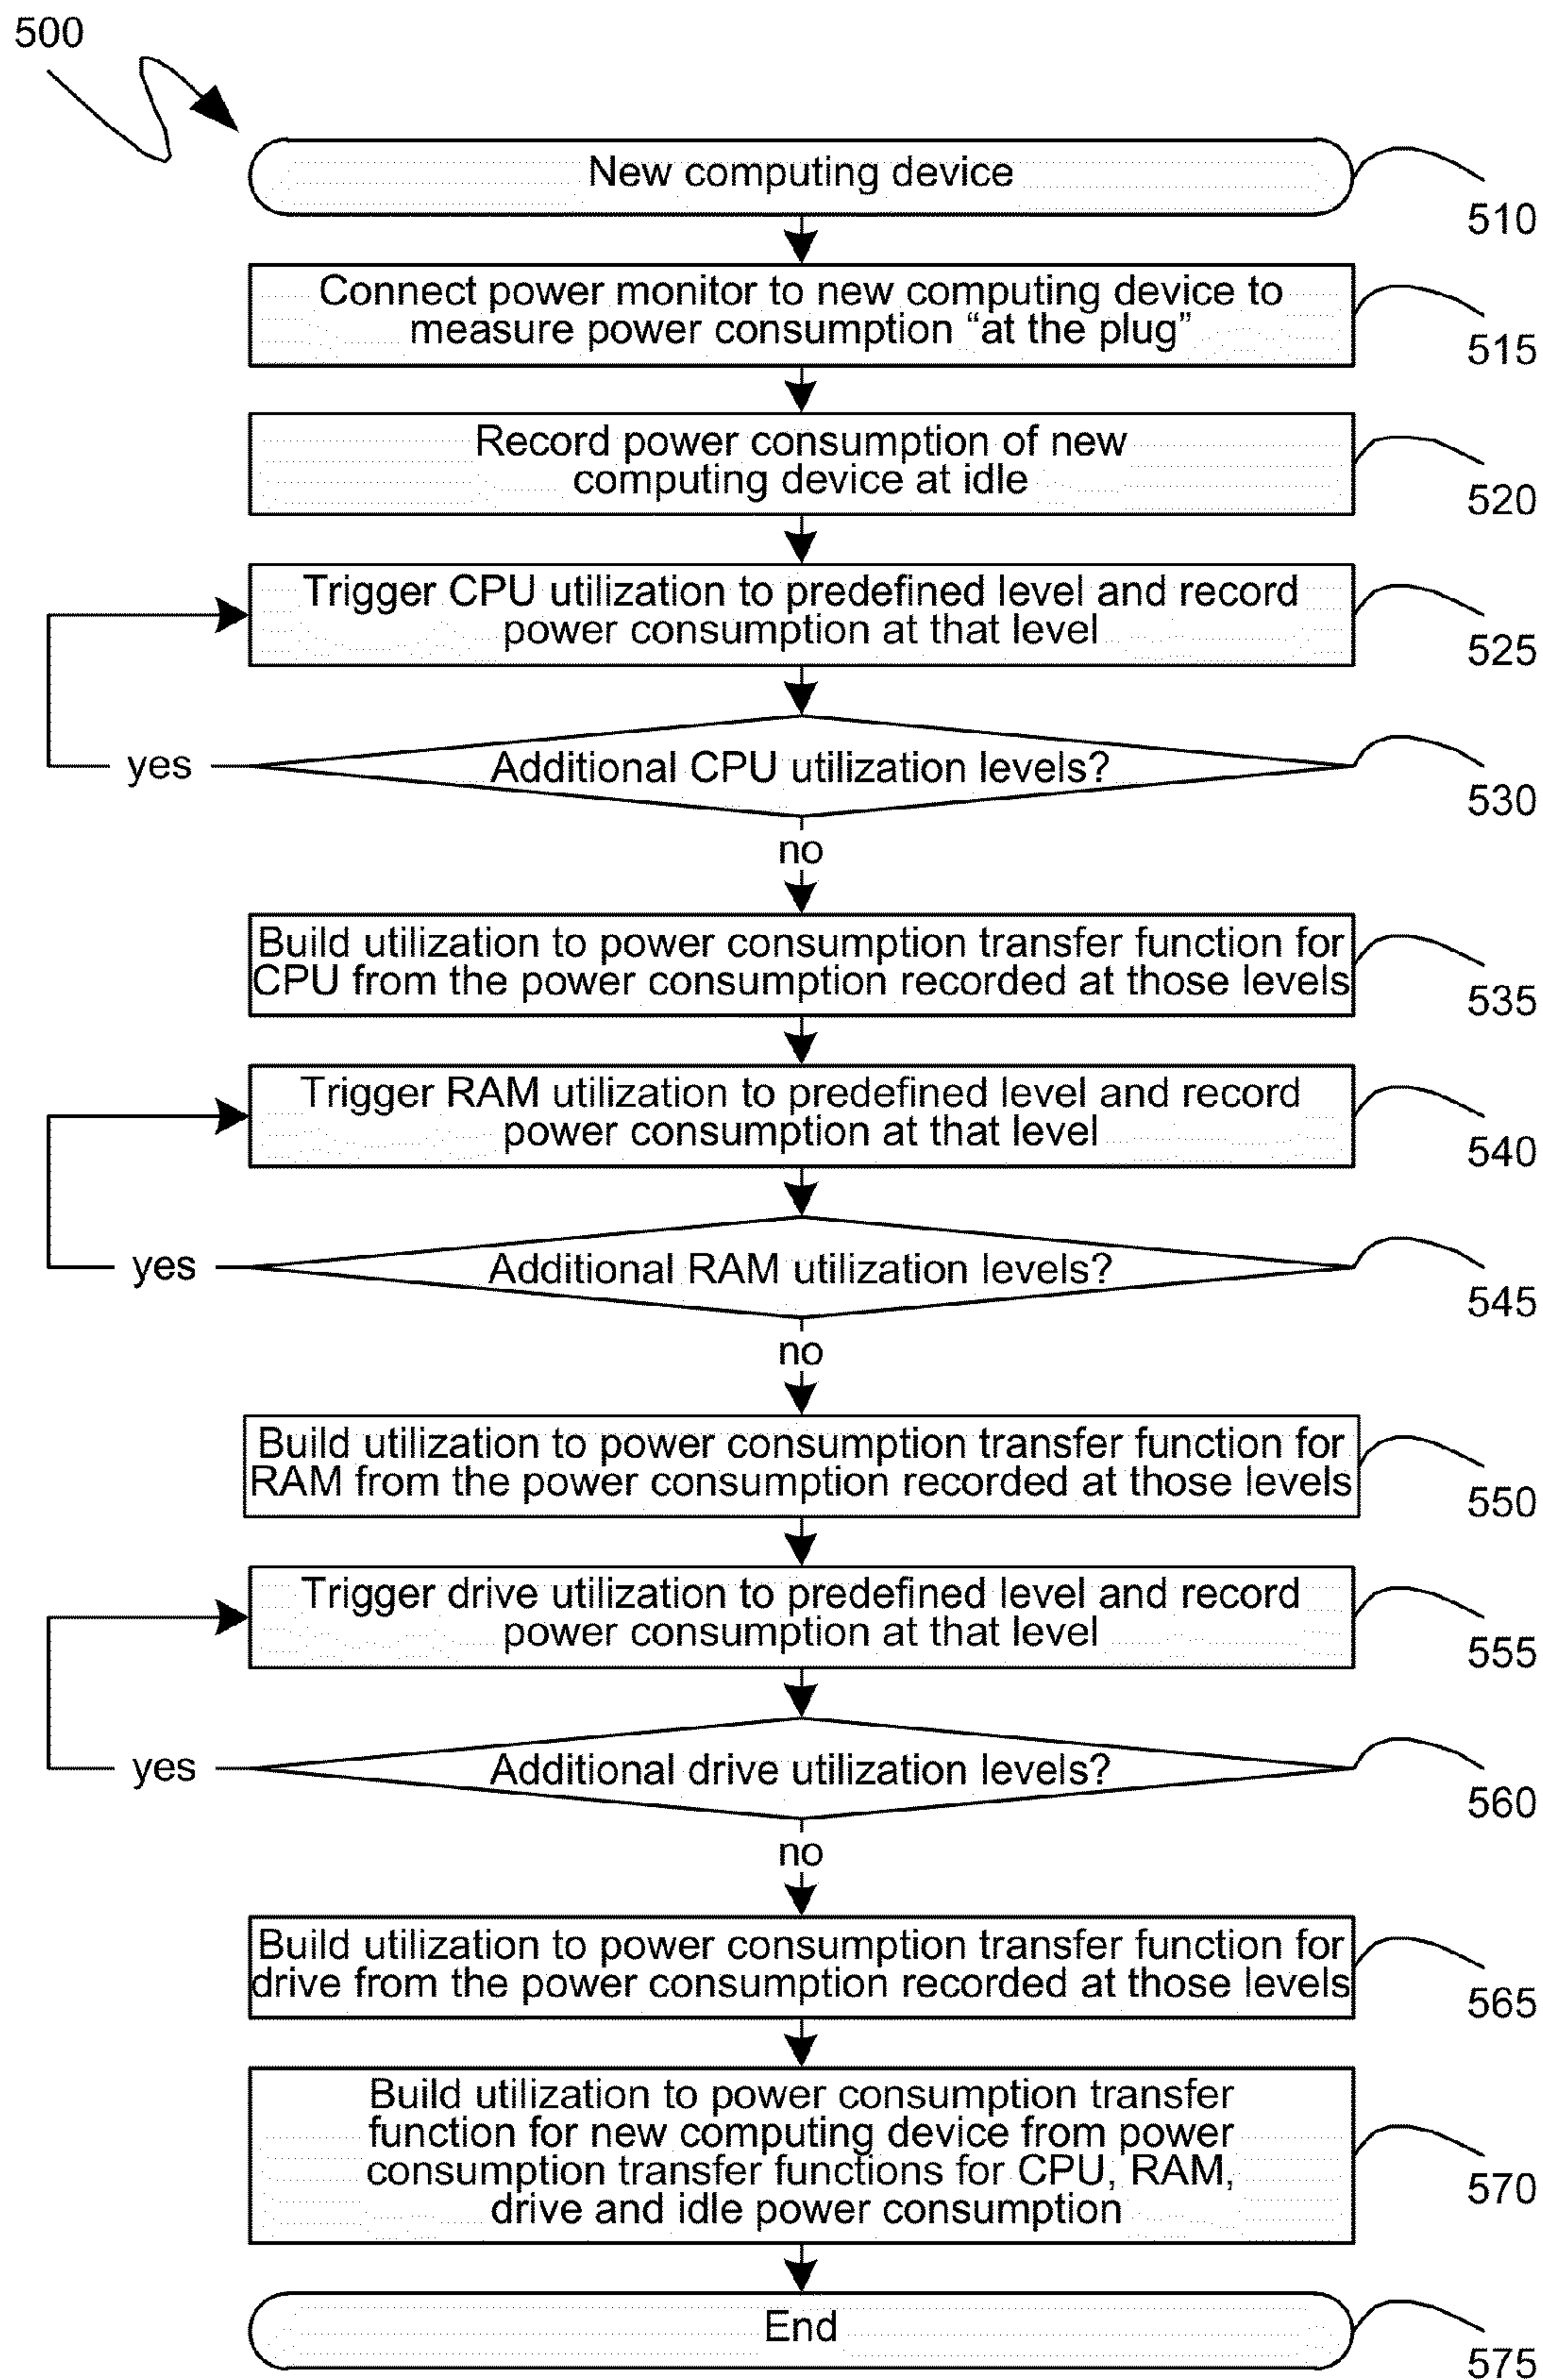 500
New computing device
510
Connect power monitor to new computing device to
measure power consumption “at the plug”
515
Record power consumption of new
computing device at idle
520
Trigger CPU utilization to predefined level and record
power consumption at that level
525
yes
Additional CPU utilization levels?
530
no
Build utilization to power consumption transfer function for
CPU from the power consumption recorded at those levels
535
Trigger RAM utilization to predefined level and record
power consumption at that level
540
yes
Additional RAM utilization levels?
545
no
Build utilization to power consumption transfer function for
RAM from the power consumption recorded at those levels
550
Trigger drive utilization to predefined level and record
power consumption at that level
555
yes
Additional drive utilization levels?
560
no
Build utilization to power consumption transfer function for
drive from the power consumption recorded at those levels
565
Build utilization to power consumption transfer
function for new computing device from power
consumption transfer functions for CPU, RAM,
drive and idle power consumption
570
End
575